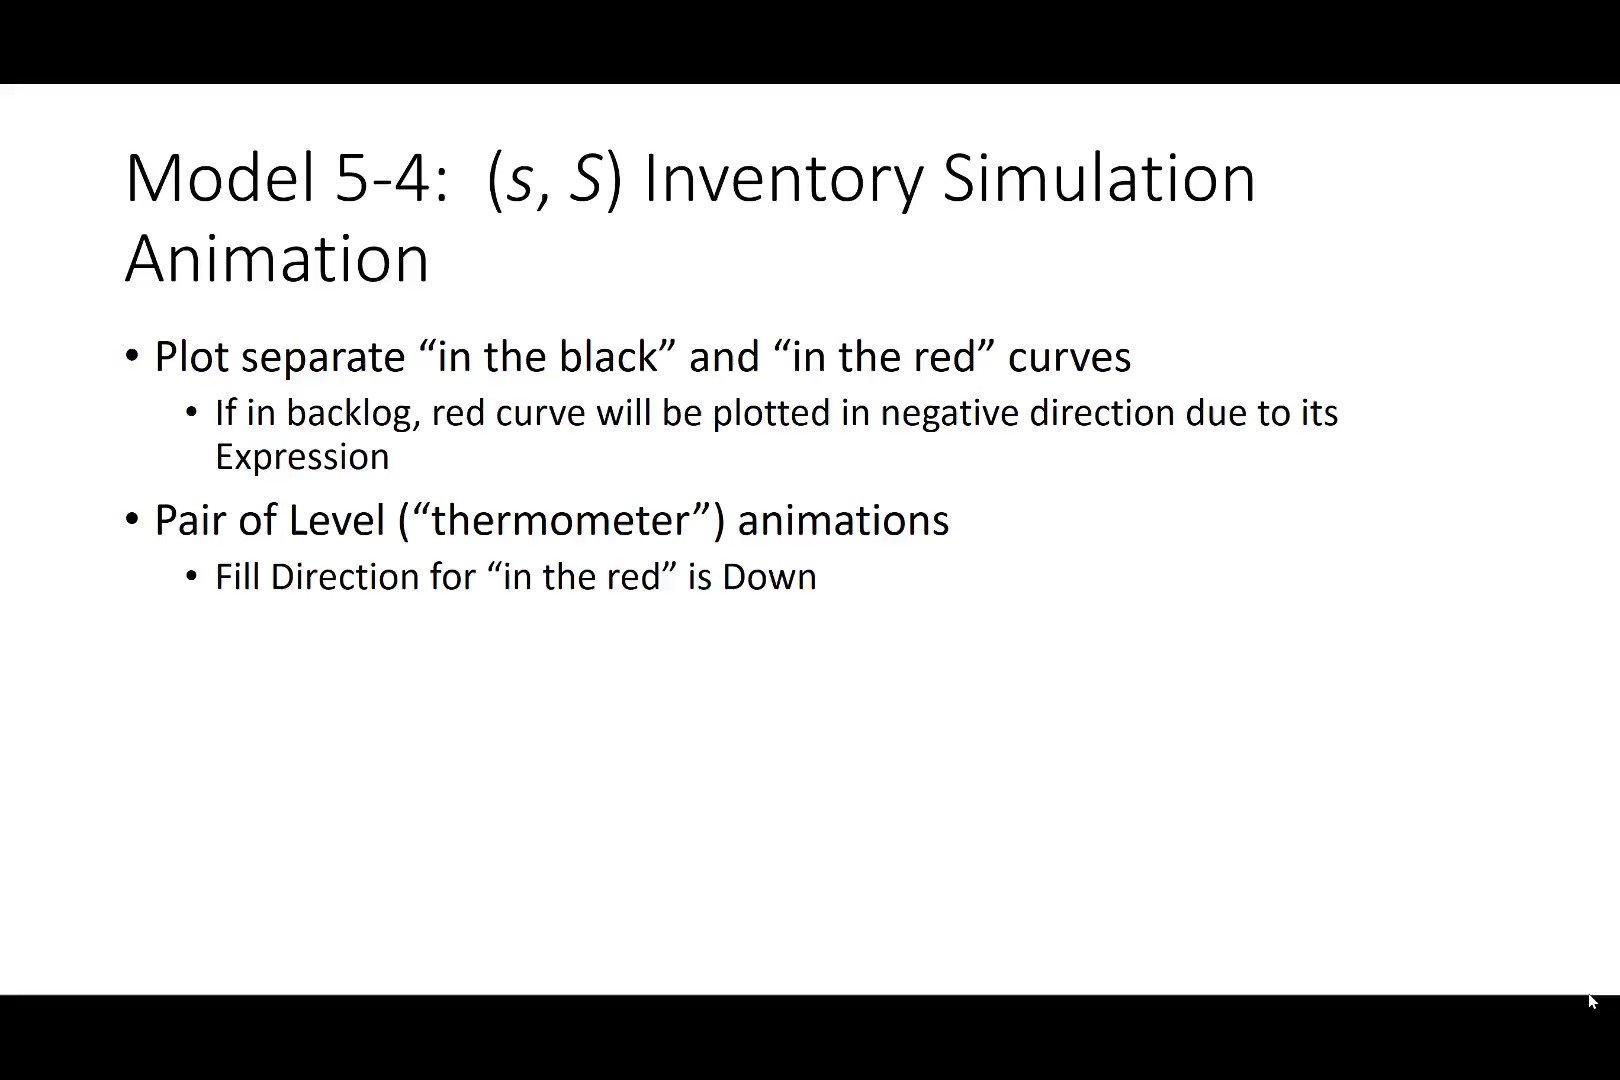 Model 5-4:  (s, S) Inventory Simulation
Animation
• Plot separate “in the black” and “in the red” curves
• If in backlog, red curve will be plotted in negative direction due to its
Expression
• Pair of Level (“thermometer”) animations
• Fill Direction for “in the red” is Down